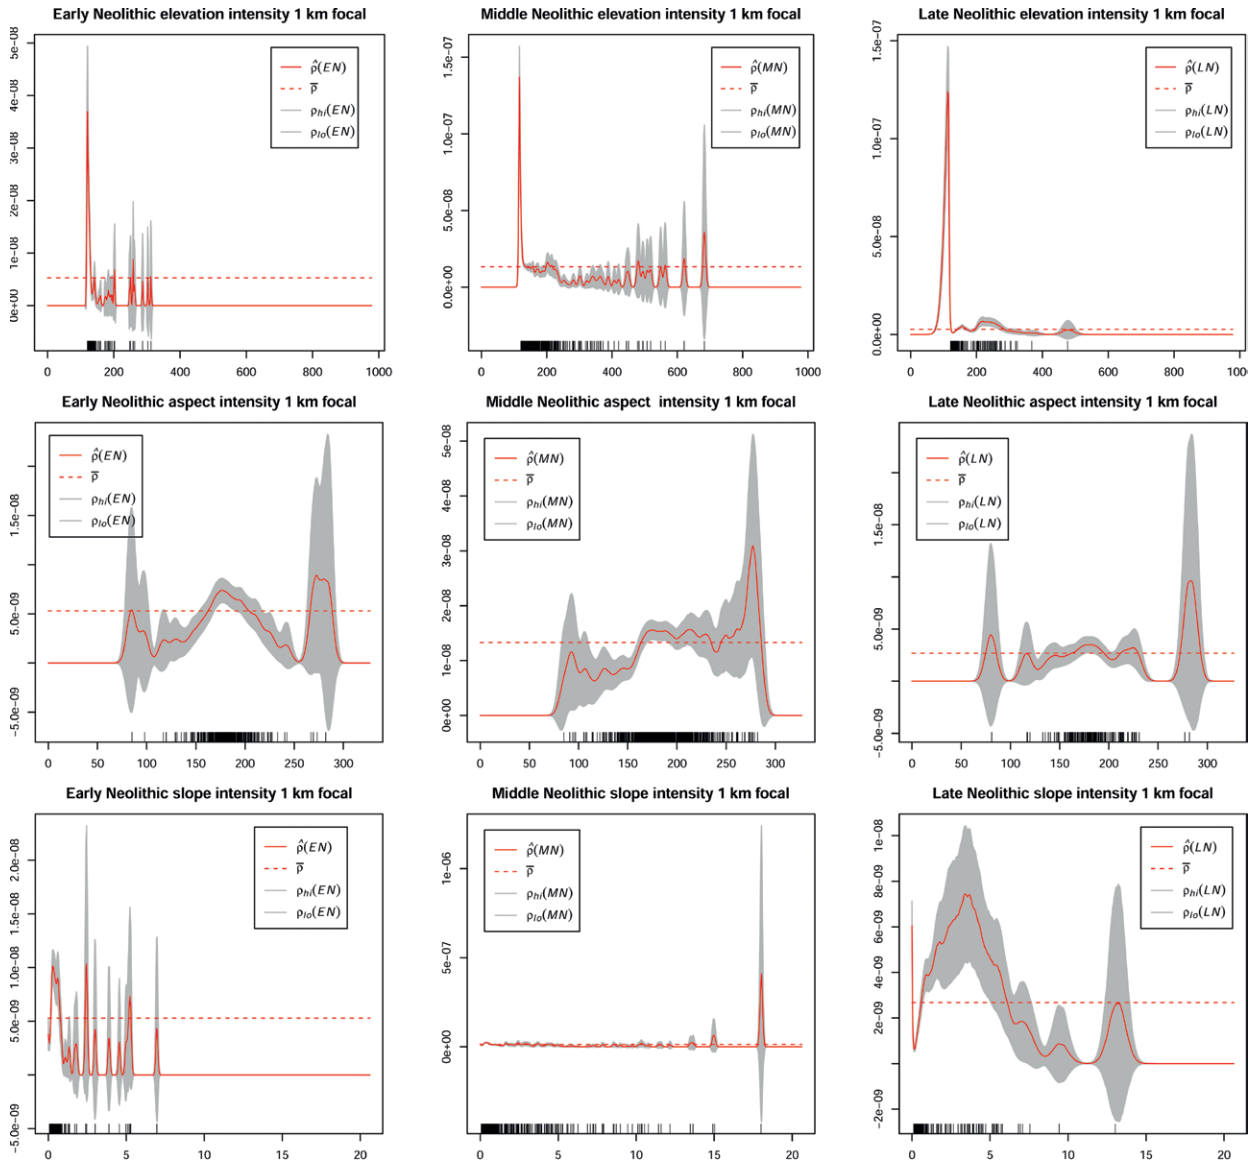 Early Neolithic elevation intensity 1 km focal
5e-08
4e-08
3e-08
2e-08
1e-08
0e+00
ρ̂(EN)
ρ̄
ρhi(EN)
ρlo(EN)
0 200 400 600 800 1000
Middle Neolithic elevation intensity 1 km focal
1.5e-07
1.0e-07
5.0e-08
0.0e+00
ρ̂(MN)
ρ̄
ρhi(MN)
ρlo(MN)
0 200 400 600 800 1000
Late Neolithic elevation intensity 1 km focal
1.5e-07
1.0e-07
5.0e-08
0.0e+00
ρ̂(LN)
ρ̄
ρhi(LN)
ρlo(LN)
0 200 400 600 800 100
Early Neolithic aspect intensity 1 km focal
1.5e-08
5.0e-09
-5.0e-09
ρ̂(EN)
ρ̄
ρhi(EN)
ρlo(EN)
0 50 100 150 200 250 300
Middle Neolithic aspect intensity 1 km focal
5e-08
4e-08
3e-08
2e-08
1e-08
0e+00
ρ̂(MN)
ρ̄
ρhi(MN)
ρlo(MN)
0 50 100 150 200 250 300
Late Neolithic aspect intensity 1 km focal
1.5e-08
5.0e-09
-5.0e-09
ρ̂(LN)
ρ̄
ρhi(LN)
ρlo(LN)
0 50 100 150 200 250 300
Early Neolithic slope intensity 1 km focal
2.0e-08
1.5e-08
1.0e-08
5.0e-09
-5.0e-09
ρ̂(EN)
ρ̄
ρhi(EN)
ρlo(EN)
0 5 10 15 20
Middle Neolithic slope intensity 1 km focal
1e-06
5e-07
0e+00
ρ̂(MN)
ρ̄
ρhi(MN)
ρlo(MN)
0 5 10 15 20
Late Neolithic slope intensity 1 km focal
1e-08
8e-09
6e-09
4e-09
2e-09
-2e-09
ρ̂(LN)
ρ̄
ρhi(LN)
ρlo(LN)
0 5 10 15 20